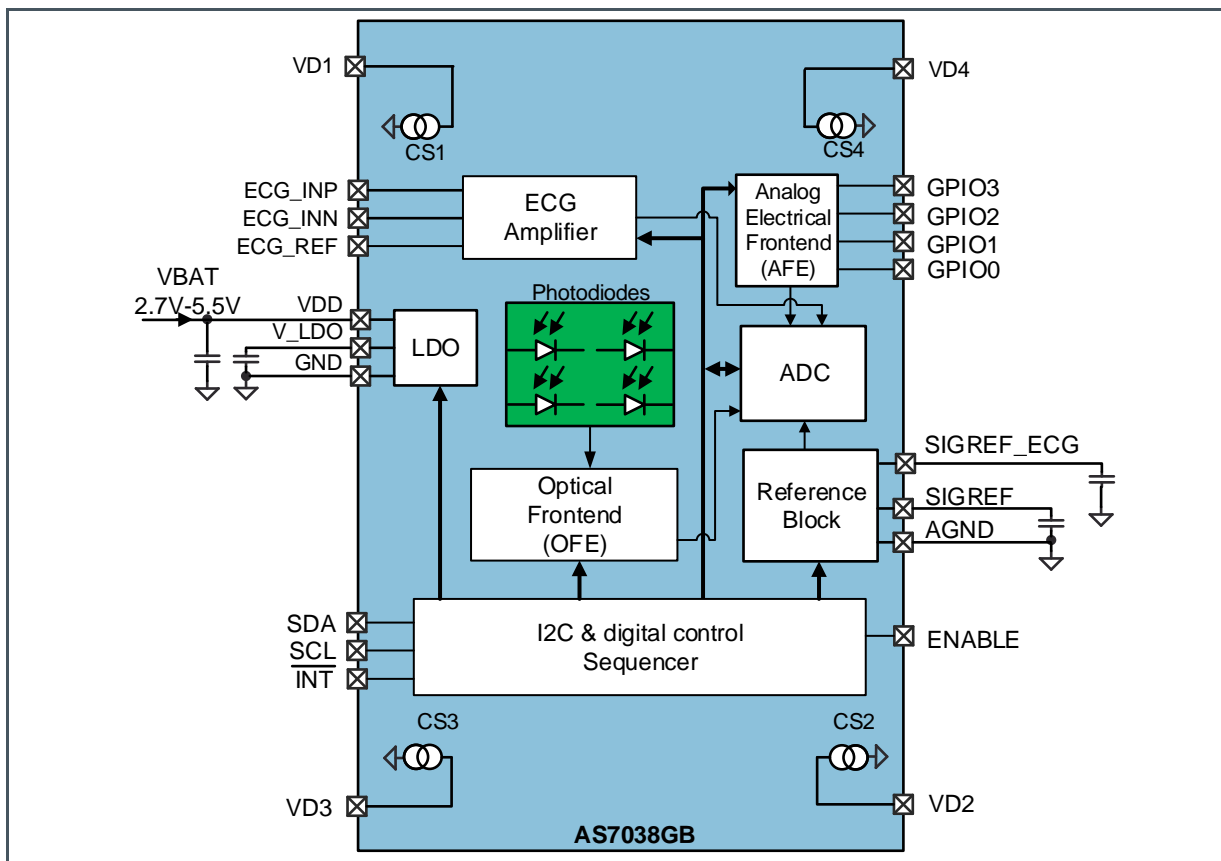 VD1
VD4
CS1
CS4
ECG_INP
ECG_INN
ECG_REF
ECG
Amplifier
Analog
Electrical
Frontend
(AFE)
GPIO3
GPIO2
GPIO1
GPIO0
VBAT
2.7V-5.5V
VDD
V_LDO
GND
LDO
Photodiodes
ADC
Optical
Frontend
(OFE)
Reference
Block
SIGREF_ECG
SIGREF
AGND
SDA
SCL
INT
I2C & digital control
Sequencer
ENABLE
CS3
CS2
VD3
VD2
AS7038GB